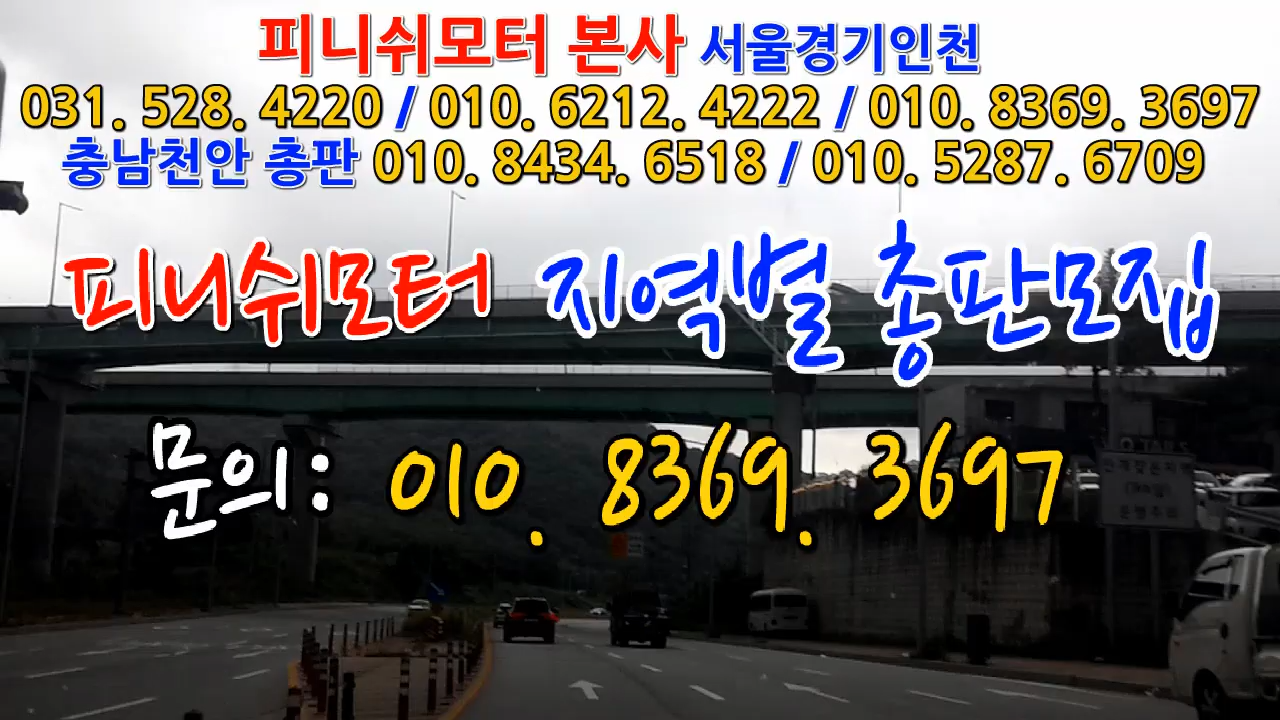 피니쉬모터 본사 서울경기인천
031. 528. 4220 / 010. 6212. 4222 / 010. 8369. 3697
충남천안 총판 010. 8434. 6518 / 010. 5287. 6709
피니쉬모터 지역별 총판모집
문의: 010. 8369. 3697